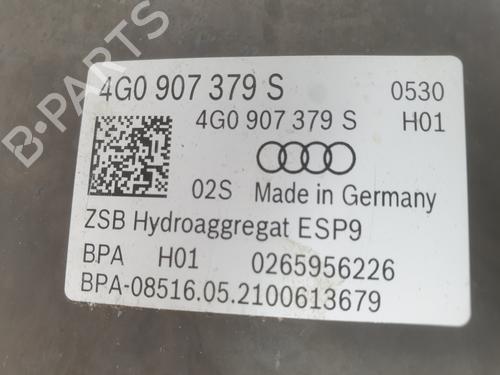 B-PARTS
4G0 907 379 S 0530
4G0 907 379 S H01
02S Made in Germany
ZSB Hydroaggregat ESP9
BPA H01 0265956226
BPA-08516.05.2100613679